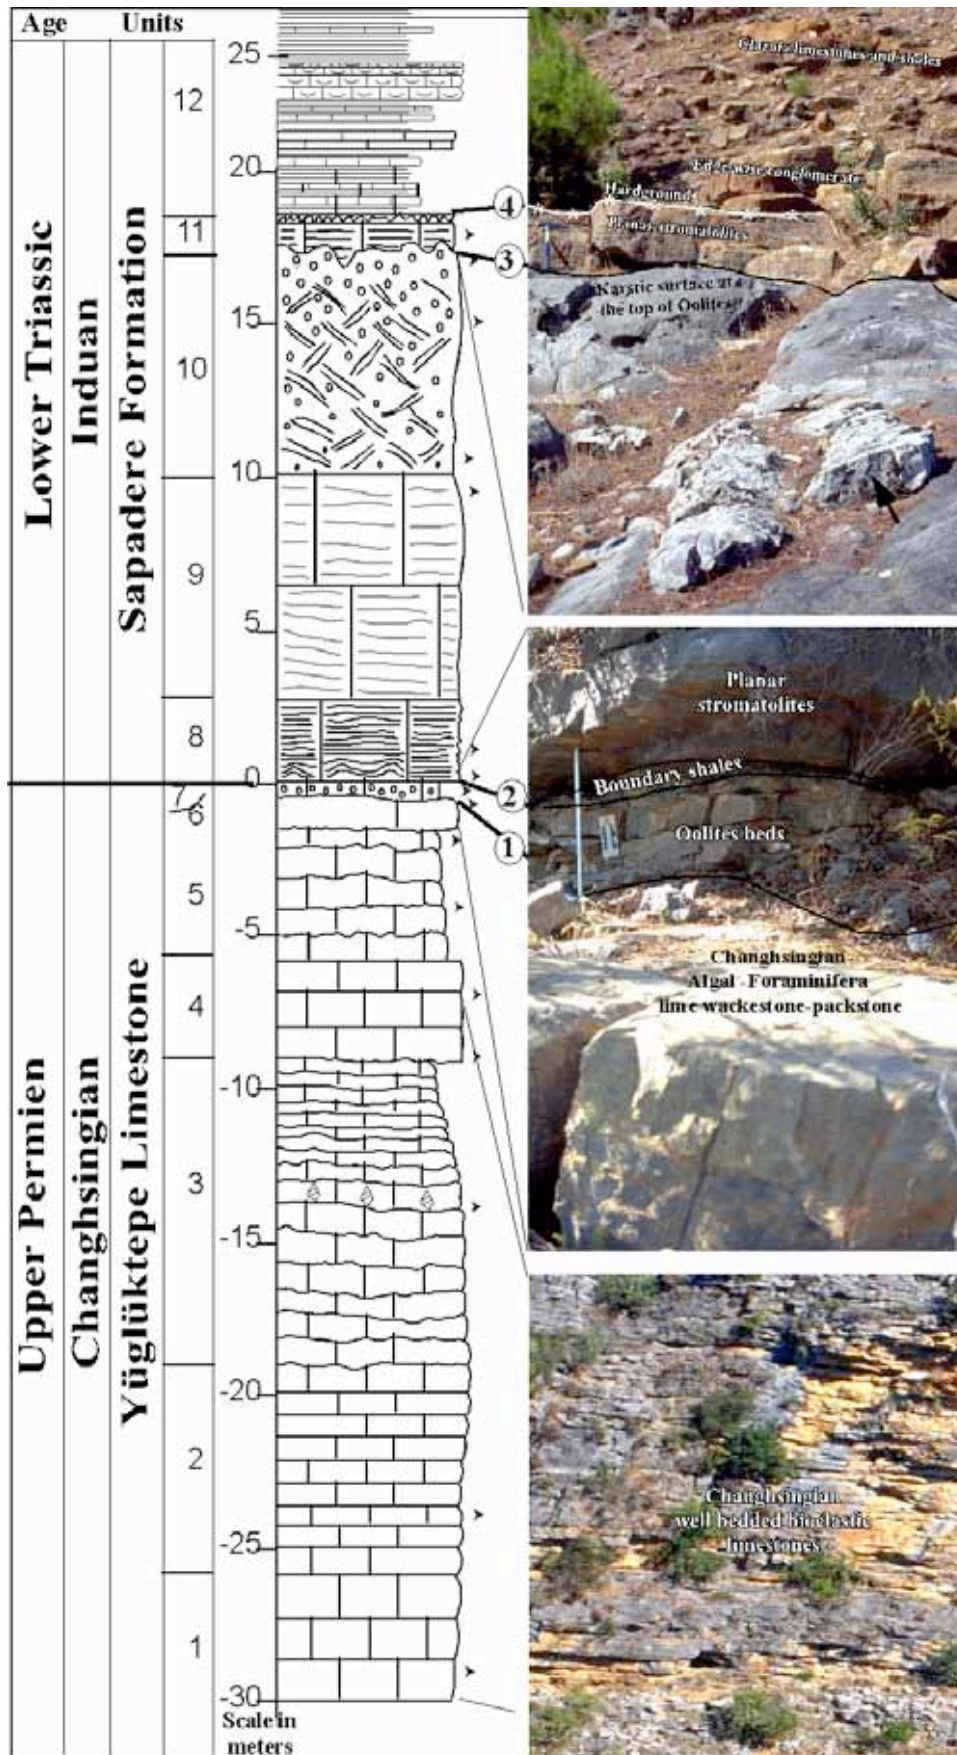 Age Units
Lower Triassic
Induan
Sapadere Formation
Upper Permien
Changhsingian
Yüglüktepe Limestone
12
11
10
9
8
7
6
5
4
3
2
1
25
20
15
10
5
0
-5
-10
-15
-20
-25
-30
Scale in
meters
4
3
2
1
limestones and shales
Edgewise conglomerate
Hardground
Planar stromatolites
Karstic surface at
the top of Oolites
Planar
stromatolites
Boundary shales
Oolites beds
Changhsingian
Algal -Foraminifera
lime wackestone-packstone
Changhsingian
well bedded bioclastic
limestones